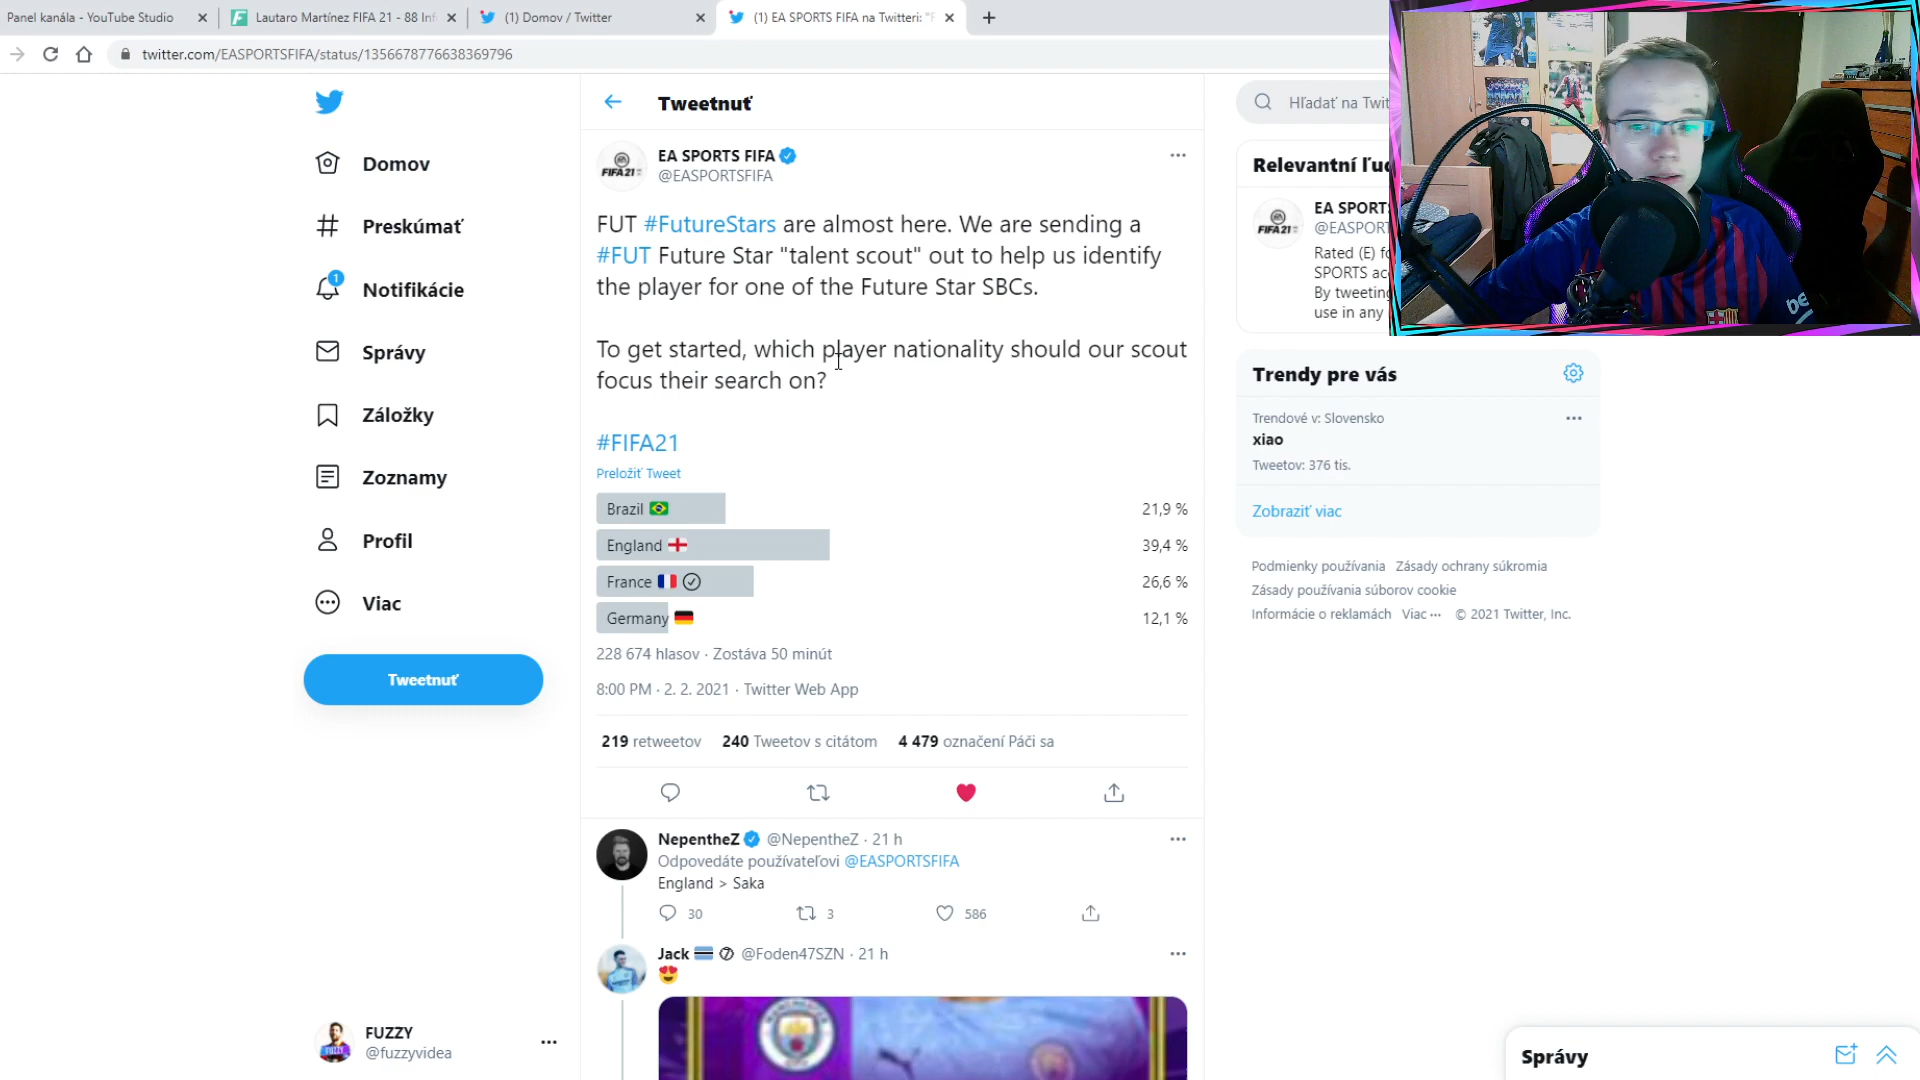 Panel kanála - YouTube Studio
Lautaro Martínez FIFA 21 - 88 Inf
(1) Domov / Twitter
(1) EA SPORTS FIFA na Twitteri: "F
twitter.com/EASPORTSFIFA/status/1356678776638369796
Domov
Preskúmať
1
Notifikácie
Správy
Záložky
Zoznamy
Profil
Viac
Tweetnuť
FUZZY
@fuzzyvidea
Tweetnuť
EA SPORTS FIFA
@EASPORTSFIFA
FUT #FutureStars are almost here. We are sending a
#FUT Future Star "talent scout" out to help us identify
the player for one of the Future Star SBCs.
To get started, which player nationality should our scout
focus their search on?
#FIFA21
Preložiť Tweet
Brazil 21,9 %
England 39,4 %
France 26,6 %
Germany 12,1 %
228 674 hlasov · Zostáva 50 minút
8:00 PM · 2. 2. 2021 · Twitter Web App
219 retweetov 240 Tweetov s citátom 4 479 označení Páči sa
NepentheZ @NepentheZ · 21 h
Odpovedáte používateľovi @EASPORTSFIFA
England > Saka
30 3 586
Jack @Foden47SZN · 21 h
Hľadať na Twit
Relevantní ľu
EA SPORT
@EASPORT
Rated (E) fo
SPORTS ac
By tweeting
use in any
Trendy pre vás
Trendové v: Slovensko
xiao
Tweetov: 376 tis.
Zobraziť viac
Podmienky používania Zásady ochrany súkromia
Zásady používania súborov cookie
Informácie o reklamách Viac ··· © 2021 Twitter, Inc.
Správy